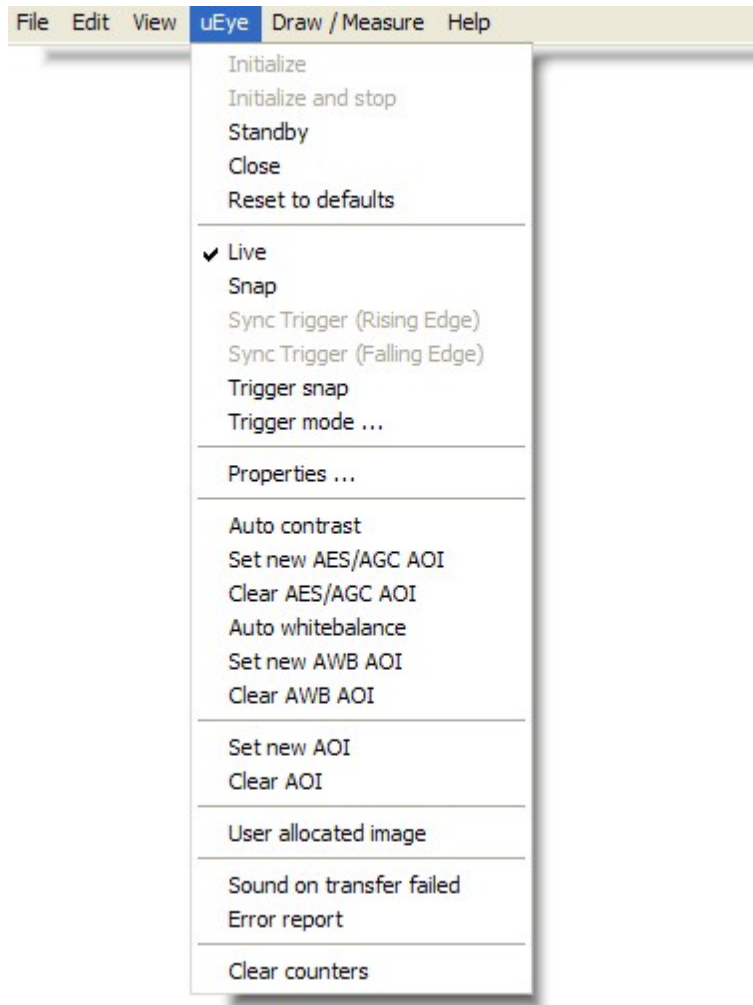 File Edit View uEye Draw / Measure Help
Initialize
Initialize and stop
Standby
Close
Reset to defaults
Live
Snap
Sync Trigger (Rising Edge)
Sync Trigger (Falling Edge)
Trigger snap
Trigger mode ...
Properties ...
Auto contrast
Set new AES/AGC AOI
Clear AES/AGC AOI
Auto whitebalance
Set new AWB AOI
Clear AWB AOI
Set new AOI
Clear AOI
User allocated image
Sound on transfer failed
Error report
Clear counters